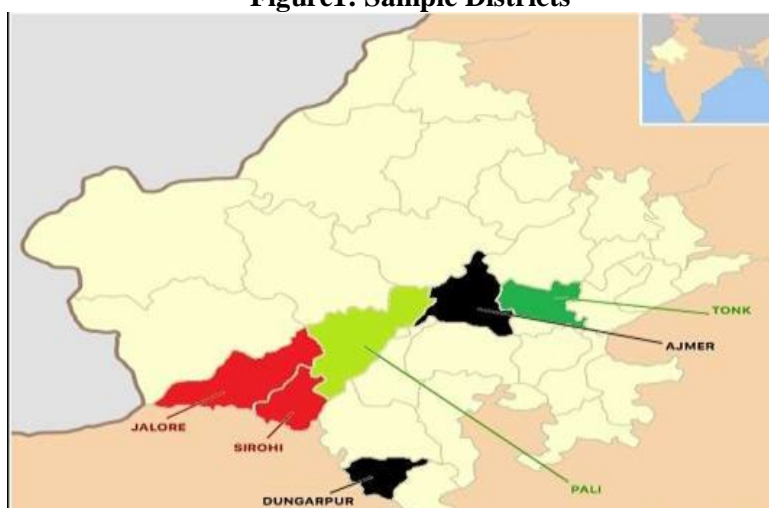 Figure1: Sample Districts
TONK
AJMER
JALORE
SIROHI
PALI
DUNGARPUR